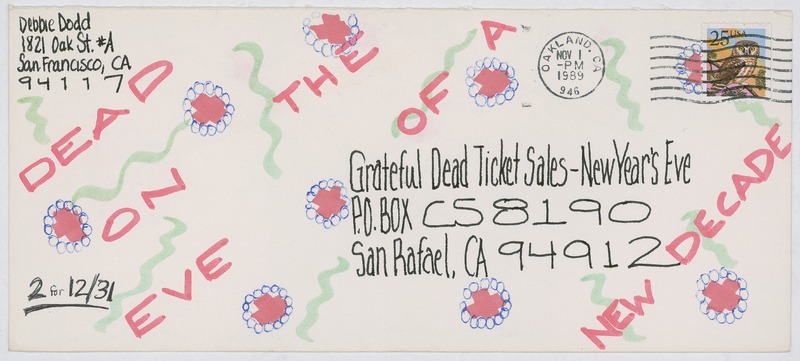 Debbie Dodd
1821 Oak St. #A
San Francisco, CA
94117
DEAD
ON
THE
EVE
OF A
NEW DECADE
OAKLAND, CA
NOV 1
-PM
1989
946
25 USA
Grateful Dead Ticket Sales-New Year's Eve
P.O. BOX CS8190
San Rafael, CA 94912
2 for 12/31